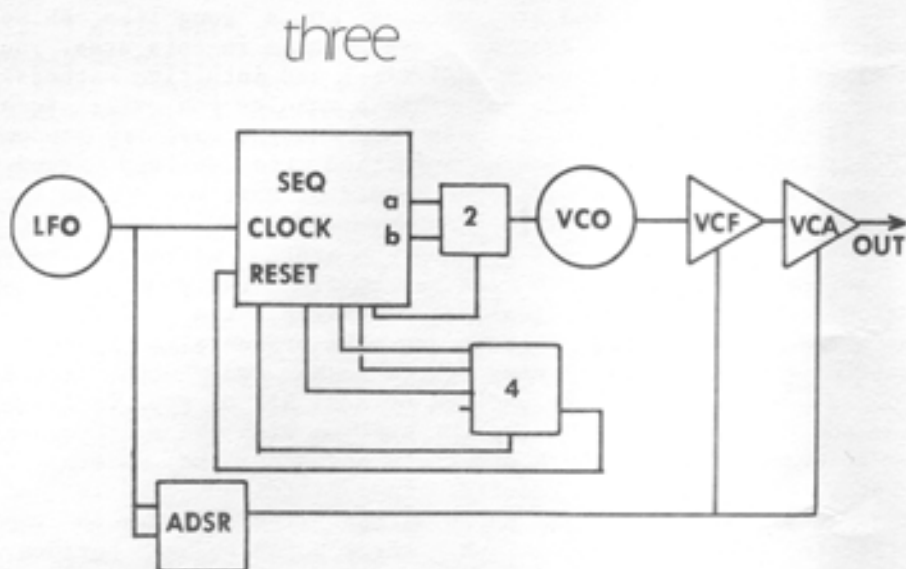 three
SEQ
a
2
VCO
VCF
VCA
LFO
CLOCK
b
OUT
RESET
4
ADSR